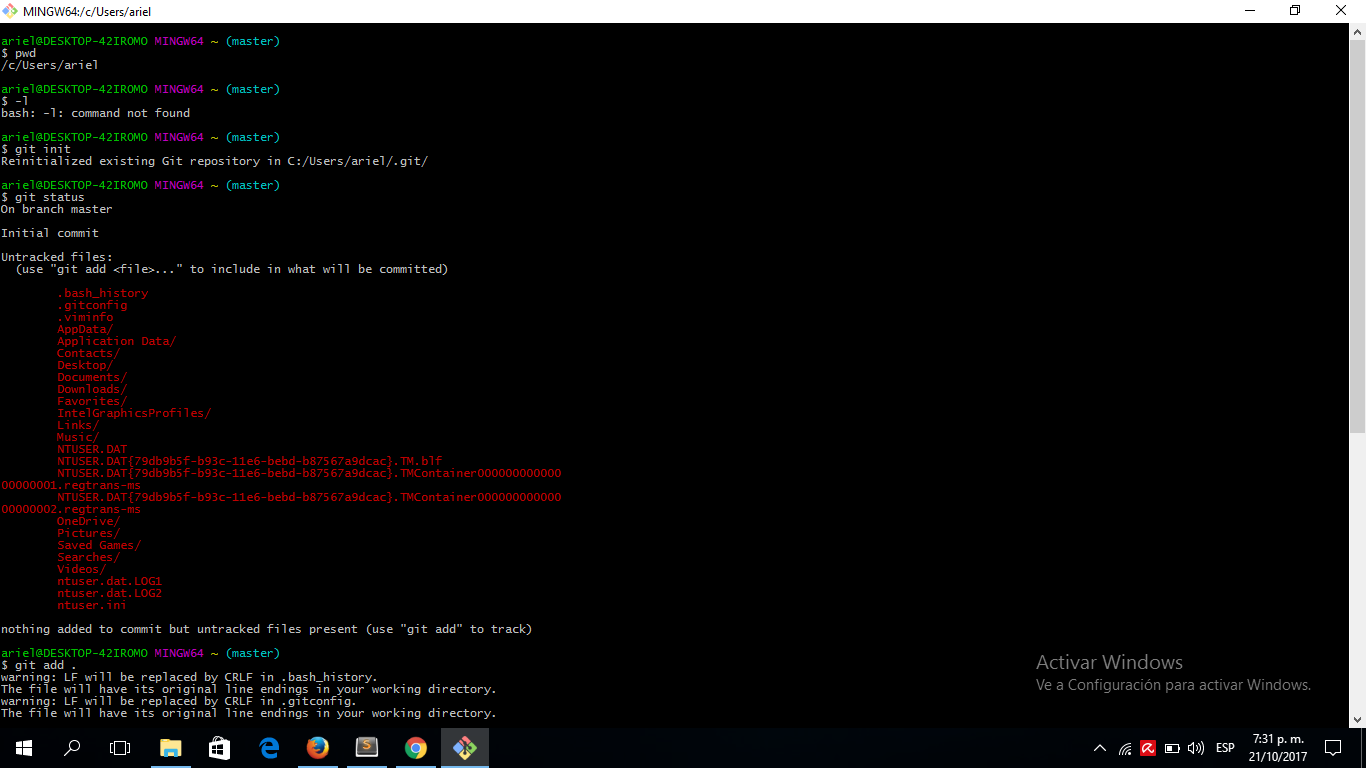 MINGW64:/c/Users/ariel
ariel@DESKTOP-42IROMO MINGW64 ~ (master)
$ pwd
/c/Users/ariel
ariel@DESKTOP-42IROMO MINGW64 ~ (master)
$ -l
bash: -l: command not found
ariel@DESKTOP-42IROMO MINGW64 ~ (master)
$ git init
Reinitialized existing Git repository in C:/Users/ariel/.git/
ariel@DESKTOP-42IROMO MINGW64 ~ (master)
$ git status
On branch master
Initial commit
Untracked files:
(use "git add <file>..." to include in what will be committed)
.bash_history
.gitconfig
.viminfo
AppData/
Application Data/
Contacts/
Desktop/
Documents/
Downloads/
Favorites/
IntelGraphicsProfiles/
Links/
Music/
NTUSER.DAT
NTUSER.DAT{79db9b5f-b93c-11e6-bebd-b87567a9dcac}.TM.blf
NTUSER.DAT{79db9b5f-b93c-11e6-bebd-b87567a9dcac}.TMContainer000000000000
00000001.regtrans-ms
NTUSER.DAT{79db9b5f-b93c-11e6-bebd-b87567a9dcac}.TMContainer000000000000
00000002.regtrans-ms
OneDrive/
Pictures/
Saved Games/
Searches/
Videos/
ntuser.dat.LOG1
ntuser.dat.LOG2
ntuser.ini
nothing added to commit but untracked files present (use "git add" to track)
ariel@DESKTOP-42IROMO MINGW64 ~ (master)
$ git add .
warning: LF will be replaced by CRLF in .bash_history.
The file will have its original line endings in your working directory.
warning: LF will be replaced by CRLF in .gitconfig.
The file will have its original line endings in your working directory.
Activar Windows
Ve a Configuración para activar Windows.
ESP
7:31 p. m.
21/10/2017